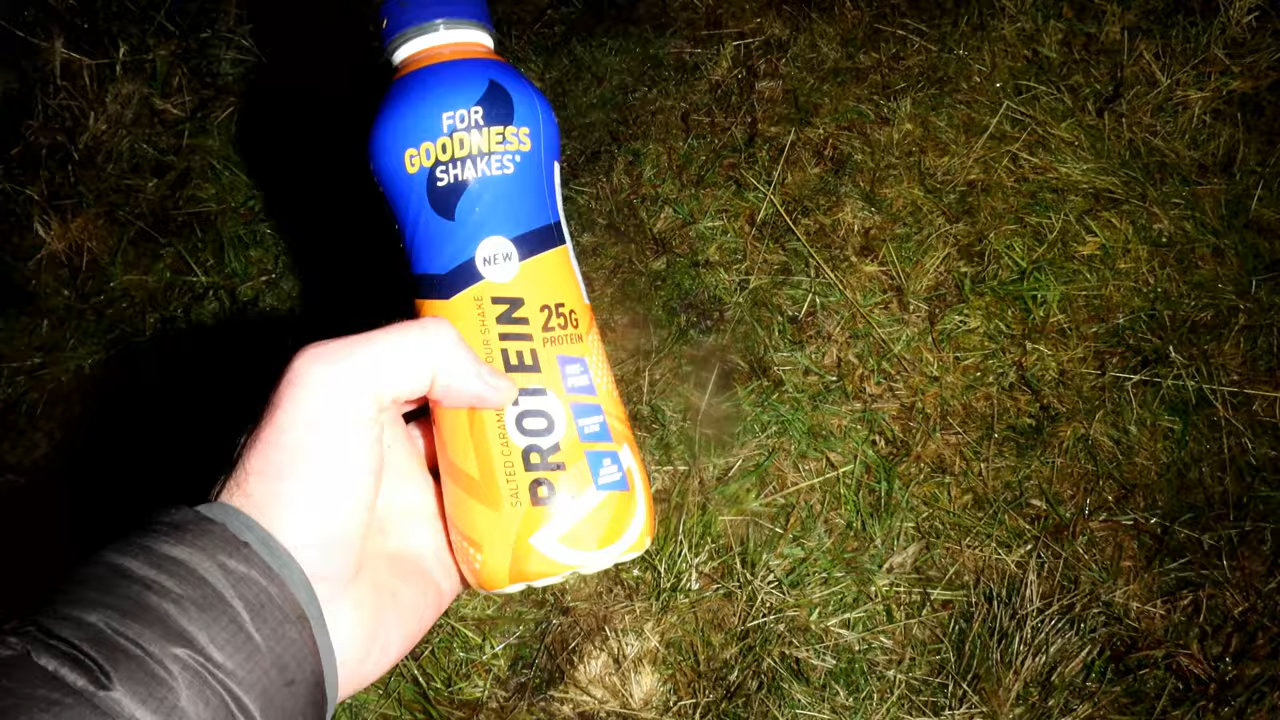 FOR
GOODNESS
SHAKES
NEW
SALTED CARAME
OUR SHAKE
PROTEIN
25G
PROTEIN